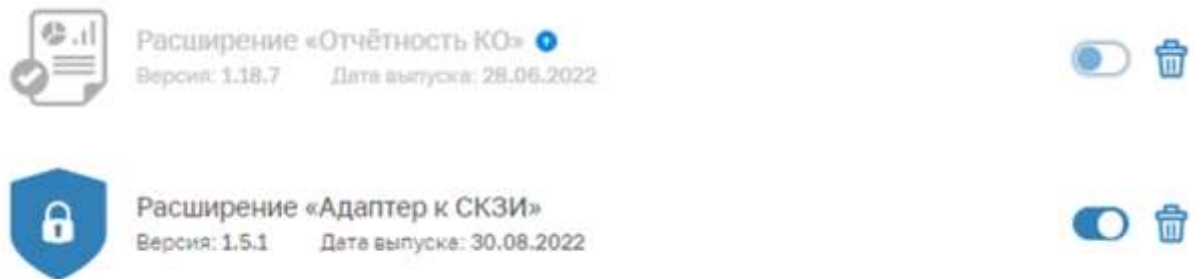 Расширение «Отчётность КО»
Версия: 1.18.7 Дата выпуска: 28.06.2022
Расширение «Адаптер к СКЗИ»
Версия: 1.5.1 Дата выпуска: 30.08.2022